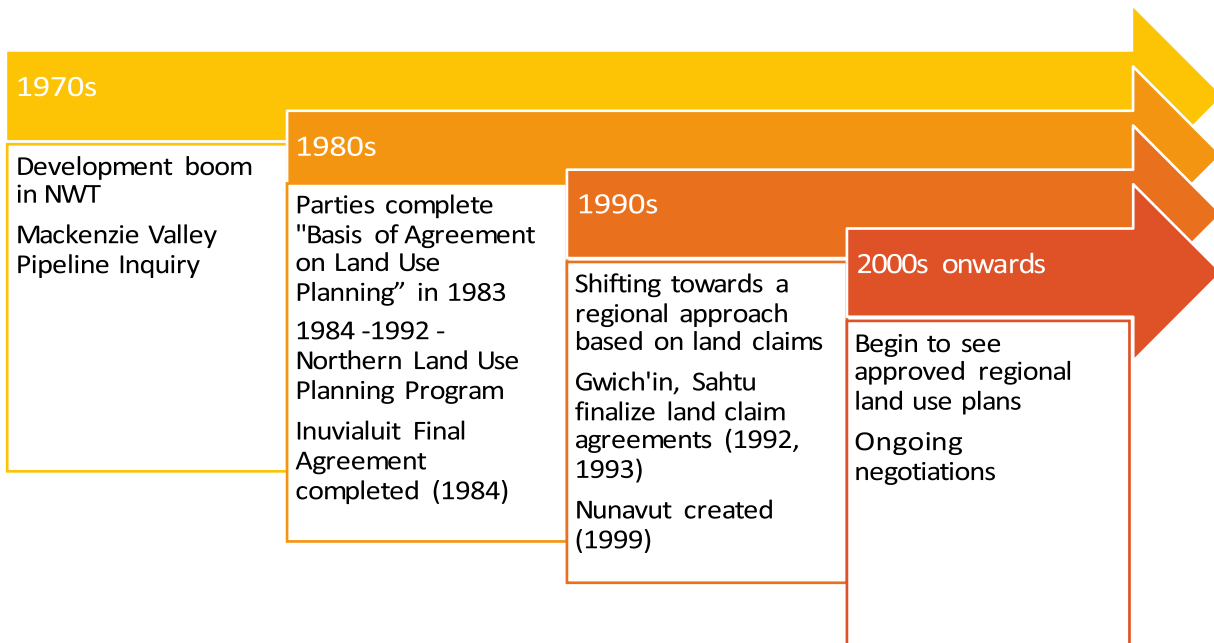 1970s
Development boom
in NWT
Mackenzie Valley
Pipeline Inquiry
1980s
Parties complete
"Basis of Agreement
on Land Use
Planning” in 1983
1984 -1992 -
Northern Land Use
Planning Program
Inuvialuit Final
Agreement
completed (1984)
1990s
Shifting towards a
regional approach
based on land claims
Gwich'in, Sahtu
finalize land claim
agreements (1992,
1993)
Nunavut created
(1999)
2000s onwards
Begin to see
approved regional
land use plans
Ongoing
negotiations